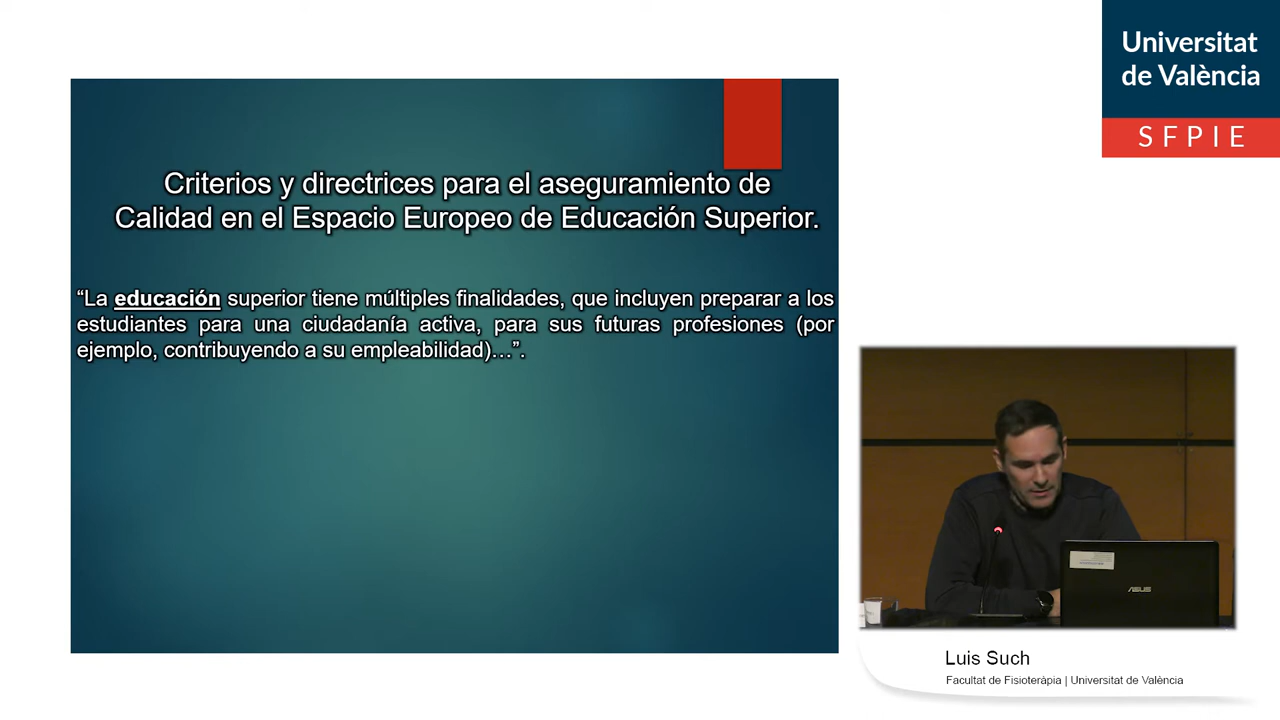 Universitat
de València
SFPIE
Criterios y directrices para el aseguramiento de
Calidad en el Espacio Europeo de Educación Superior.
“La educación superior tiene múltiples finalidades, que incluyen preparar a los
estudiantes para una ciudadanía activa, para sus futuras profesiones (por
ejemplo, contribuyendo a su empleabilidad)…”.
ASUS
Luis Such
Facultat de Fisioteràpia | Universitat de València